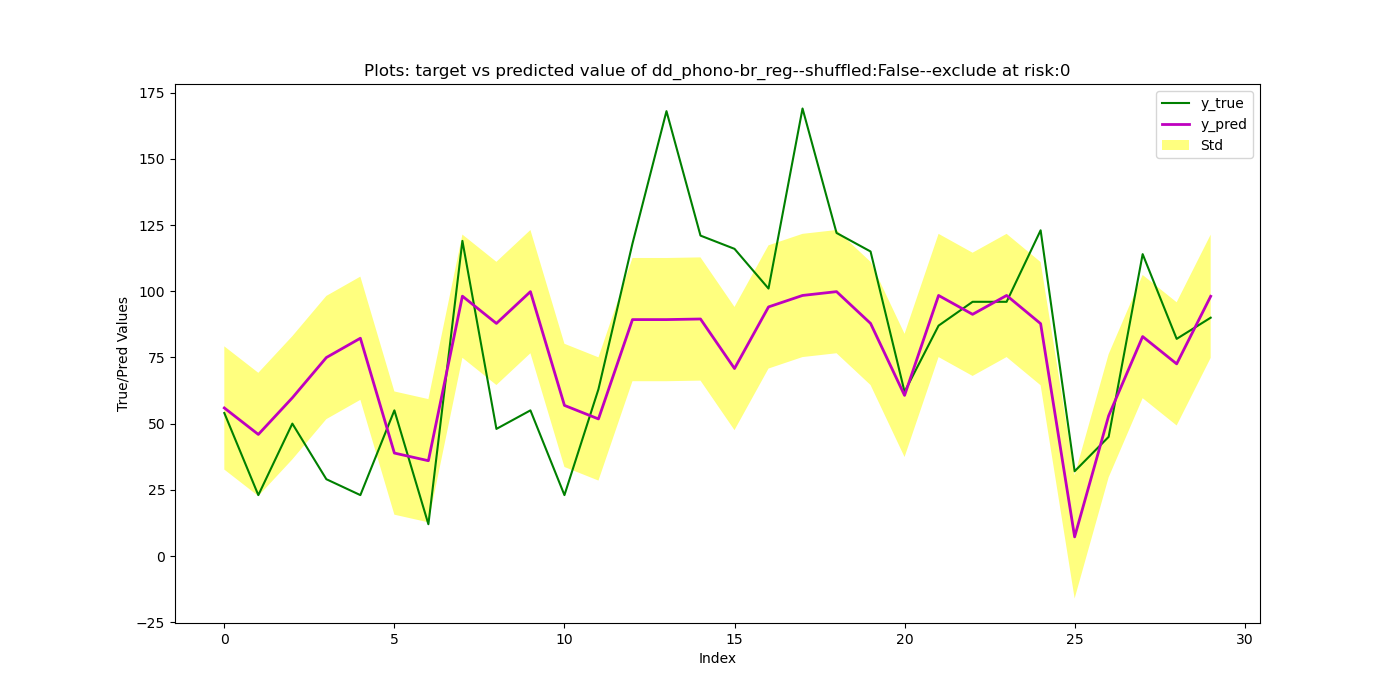 Plots: target vs predicted value of dd_phono-br_reg--shuffled:False--exclude at risk:0
y_true
y_pred
Std
True/Pred Values
175
150
125
100
75
50
25
0
−25
0
5
10
15
20
25
30
Index